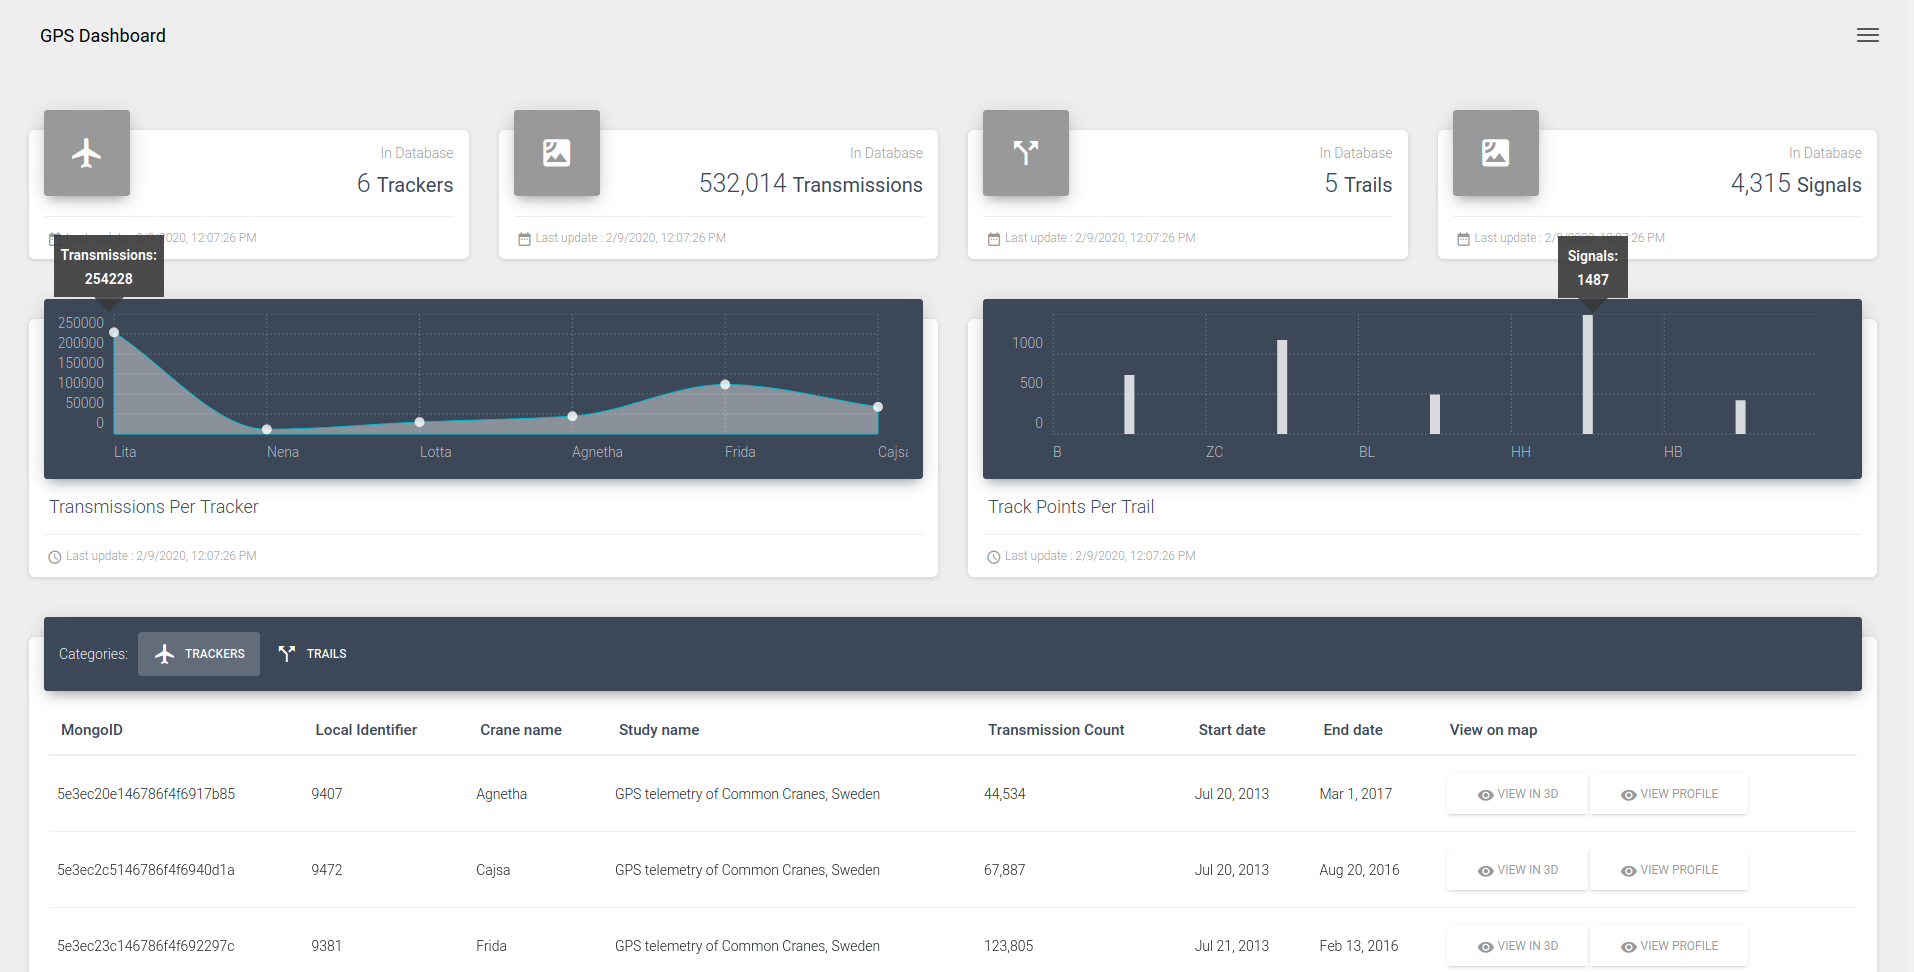 GPS Dashboard
In Database
6 Trackers
Last update : 2/9/2020, 12:07:26 PM
In Database
532,014 Transmissions
Last update : 2/9/2020, 12:07:26 PM
In Database
5 Trails
Last update : 2/9/2020, 12:07:26 PM
In Database
4,315 Signals
Last update : 2/9/2020, 12:07:26 PM
Transmissions:
254228
250000
200000
150000
100000
50000
0
Lita Nena Lotta Agnetha Frida Cajsa
Transmissions Per Tracker
Last update : 2/9/2020, 12:07:26 PM
Signals:
1487
1000
500
0
B ZC BL HH HB
Track Points Per Trail
Last update : 2/9/2020, 12:07:26 PM
Categories: TRACKERS TRAILS
MongoID Local Identifier Crane name Study name Transmission Count Start date End date View on map
5e3ec20e146786f4f6917b85 9407 Agnetha GPS telemetry of Common Cranes, Sweden 44,534 Jul 20, 2013 Mar 1, 2017 VIEW IN 3D VIEW PROFILE
5e3ec2c5146786f4f6940d1a 9472 Cajsa GPS telemetry of Common Cranes, Sweden 67,887 Jul 20, 2013 Aug 20, 2016 VIEW IN 3D VIEW PROFILE
5e3ec23c146786f4f692297c 9381 Frida GPS telemetry of Common Cranes, Sweden 123,805 Jul 21, 2013 Feb 13, 2016 VIEW IN 3D VIEW PROFILE